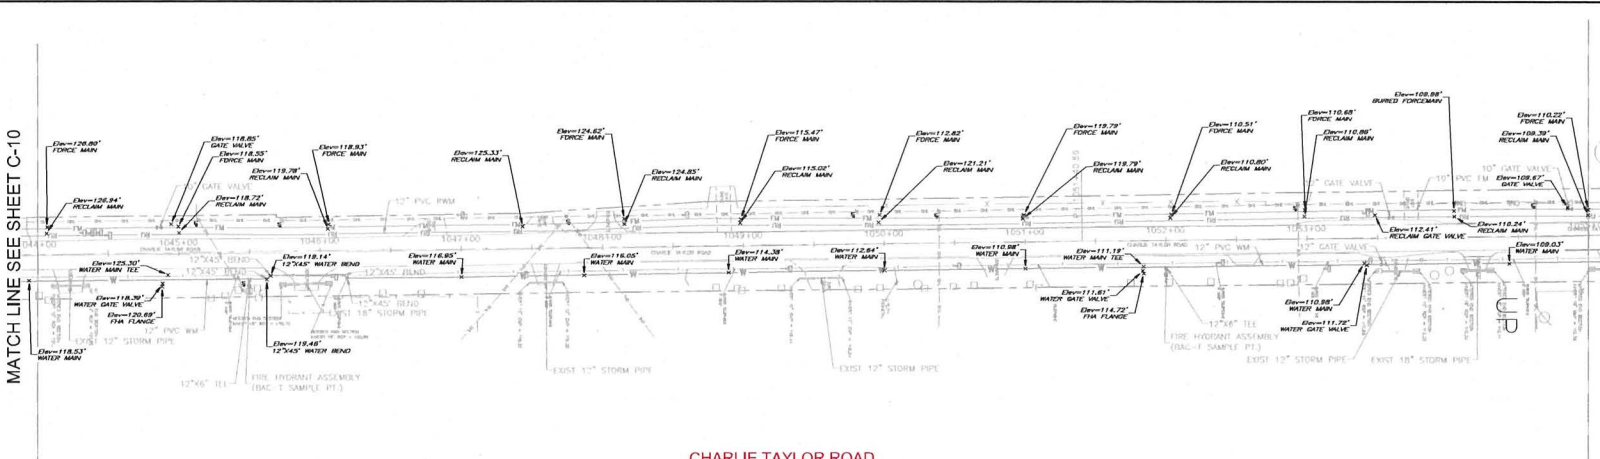 MATCH LINE SEE SHEET C-10
Elev=126.80'
FORCE MAIN
Elev=126.94'
RECLAIM MAIN
Elev=118.85'
GATE VALVE
Elev=118.55'
FORCE MAIN
Elev=119.78'
RECLAIM MAIN
Elev=118.72'
RECLAIM MAIN
Elev=118.93'
FORCE MAIN
12" PVC RWM
Elev=125.33'
RECLAIM MAIN
Elev=124.62'
FORCE MAIN
Elev=124.85'
RECLAIM MAIN
Elev=115.47'
FORCE MAIN
Elev=115.02'
RECLAIM MAIN
Elev=112.82'
FORCE MAIN
Elev=121.21'
RECLAIM MAIN
Elev=119.79'
FORCE MAIN
Elev=119.79'
RECLAIM MAIN
Elev=110.51'
FORCE MAIN
Elev=110.80'
RECLAIM MAIN
Elev=110.68'
FORCE MAIN
Elev=110.86'
RECLAIM MAIN
GATE VALVE
Elev=109.98'
BURIED FORCEMAIN
10" GATE VALVE
10" PVC FM
Elev=109.67'
GATE VALVE
Elev=110.22'
FORCE MAIN
Elev=109.39'
RECLAIM MAIN
Elev=112.41'
RECLAIM GATE VALVE
Elev=110.24'
RECLAIM MAIN
1045+00
1046+00
1047+00
1048+00
1049+00
1050+00
1051+00
1052+00
1053+00
CHARLIE TAYLOR ROAD
CHARLIE TAYLOR ROAD
CHARLIE TAYLOR ROAD
12" PVC WM
12" GATE VALVE
Elev=125.30'
WATER MAIN TEE
12"X45° BEND
12"X45° BEND
Elev=119.14'
12"X45° WATER BEND
12"X45° BEND
Elev=116.95'
WATER MAIN
Elev=116.05'
WATER MAIN
Elev=114.38'
WATER MAIN
Elev=112.64'
WATER MAIN
Elev=110.98'
WATER MAIN
Elev=111.19'
WATER MAIN TEE
Elev=109.03'
WATER MAIN
Elev=118.39'
WATER GATE VALVE
Elev=120.69'
FHA FLANGE
12" PVC WM
12"X45° BEND
EXIST 18" STORM PIPE
Elev=111.61'
WATER GATE VALVE
Elev=114.72'
FHA FLANGE
Elev=110.98'
WATER MAIN
Elev=111.72'
WATER GATE VALVE
UP
12"X6" TEE
FIRE HYDRANT ASSEMBLY
(BAC-T SAMPLE PT.)
EXIST 12" STORM PIPE
Elev=118.53'
WATER MAIN
Elev=119.46'
12"X45° WATER BEND
EXIST 12" STORM PIPE
EXIST 18" STORM PIPE
EXIST 12" STORM PIPE
EXIST 12" STORM PIPE
12"X6" TEE
FIRE HYDRANT ASSEMBLY
(BAC-T SAMPLE PT.)
CHARLIE TAYLOR ROAD